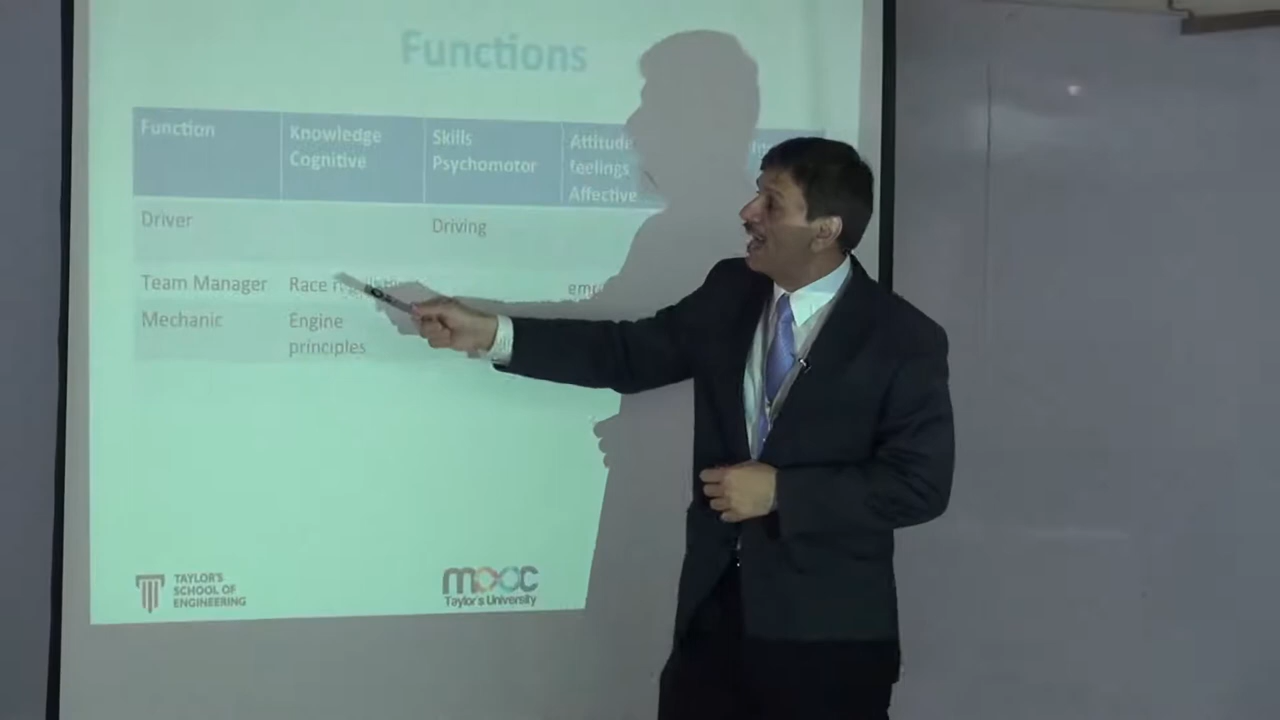 Functions
Function
Knowledge
Cognitive
Skills
Psychomotor
Attitude
feelings
Affective
Driver
Driving
Team Manager
Race
Mechanic
Engine
principles
TAYLOR'S
SCHOOL OF
ENGINEERING
mooc
Taylor's University